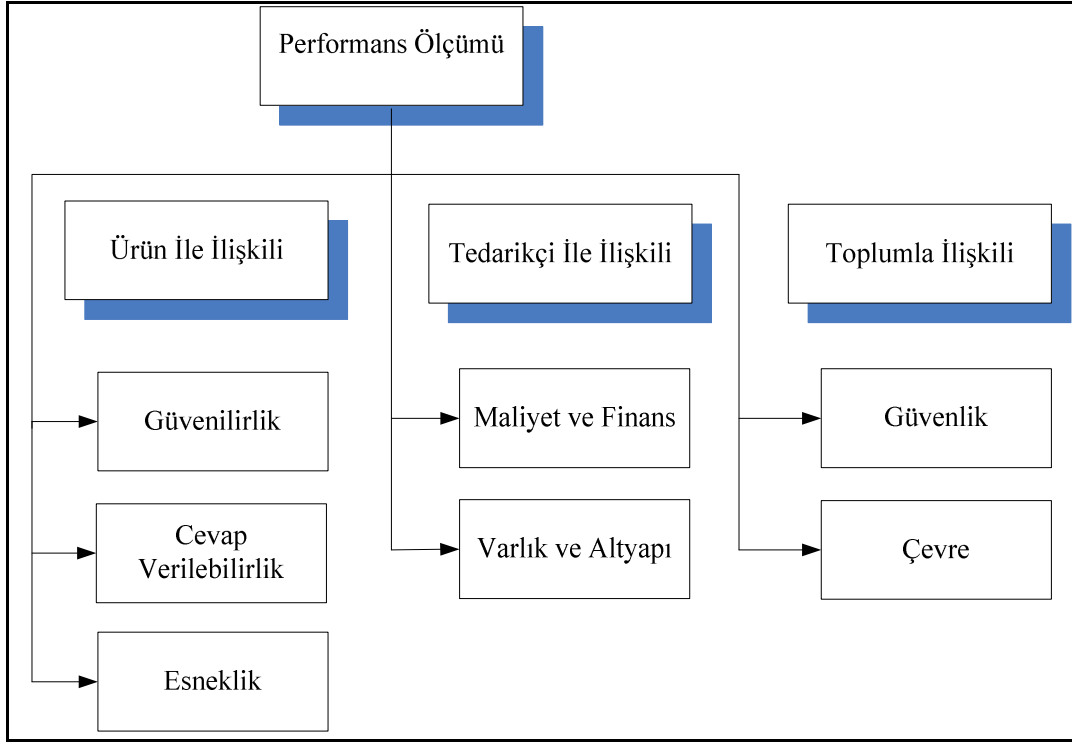 Performans Ölçümü
Ürün İle İlişkili
Tedarikçi İle İlişkili
Toplumla İlişkili
Güvenilirlik
Maliyet ve Finans
Güvenlik
Cevap
Verilebilirlik
Varlık ve Altyapı
Çevre
Esneklik